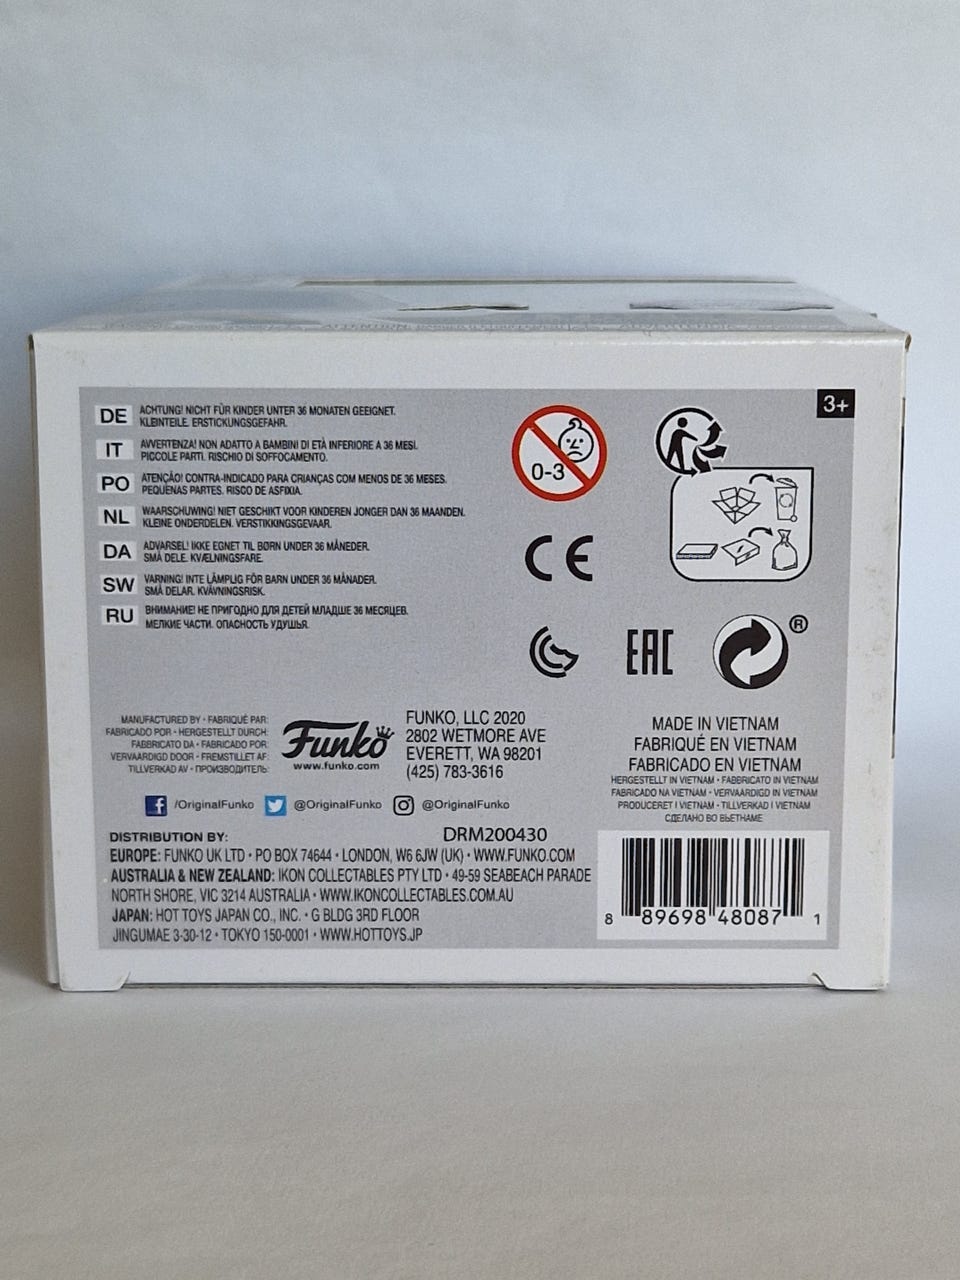 3+
DE ACHTUNG! NICHT FÜR KINDER UNTER 36 MONATEN GEEIGNET.
KLEINTEILE. ERSTICKUNGSGEFAHR.
IT AVVERTENZA! NON ADATTO A BAMBINI DI ETÀ INFERIORE A 36 MESI.
PICCOLE PARTI. RISCHIO DI SOFFOCAMENTO.
PO ATENÇÃO! CONTRA-INDICADO PARA CRIANÇAS COM MENOS DE 36 MESES.
PEQUENAS PARTES. RISCO DE ASFIXIA.
NL WAARSCHUWING! NIET GESCHIKT VOOR KINDEREN JONGER DAN 36 MAANDEN.
KLEINE ONDERDELEN. VERSTIKKINGSGEVAAR.
DA ADVARSEL! IKKE EGNET TIL BØRN UNDER 36 MÅNEDER.
SMÅ DELE. KVÆLNINGSFARE.
SW VARNING! INTE LÄMPLIG FÖR BARN UNDER 36 MÅNADER.
SMÅ DELAR. KVÄVNINGSRISK.
RU ВНИМАНИЕ! НЕ ПРИГОДНО ДЛЯ ДЕТЕЙ МЛАДШЕ 36 МЕСЯЦЕВ.
МЕЛКИЕ ЧАСТИ. ОПАСНОСТЬ УДУШЬЯ.
0-3
CE
EAC
®
MANUFACTURED BY • FABRIQUÉ PAR:
FABRICADO POR • HERGESTELLT DURCH:
FABBRICATO DA • FABRICADO POR:
VERVAARDIGD DOOR • FREMSTILLET AF:
TILLVERKAD AV • ПРОИЗВОДИТЕЛЬ:
Funko
www.funko.com
FUNKO, LLC 2020
2802 WETMORE AVE
EVERETT, WA 98201
(425) 783-3616
MADE IN VIETNAM
FABRIQUÉ EN VIETNAM
FABRICADO EN VIETNAM
HERGESTELLT IN VIETNAM • FABBRICATO IN VIETNAM
FABRICADO NA VIETNAM • VERVAARDIGD IN VIETNAM
PRODUCERET I VIETNAM • TILLVERKAD I VIETNAM
СДЕЛАНО ВО ВЬЕТНАМЕ
/OriginalFunko @OriginalFunko @OriginalFunko
DRM200430
DISTRIBUTION BY:
EUROPE: FUNKO UK LTD • PO BOX 74644 • LONDON, W6 6JW (UK) • WWW.FUNKO.COM
AUSTRALIA & NEW ZEALAND: IKON COLLECTABLES PTY LTD • 49-59 SEABEACH PARADE
NORTH SHORE, VIC 3214 AUSTRALIA • WWW.IKONCOLLECTABLES.COM.AU
JAPAN: HOT TOYS JAPAN CO., INC. • G BLDG 3RD FLOOR
JINGUMAE 3-30-12 • TOKYO 150-0001 • WWW.HOTTOYS.JP
8 89698 48087 1